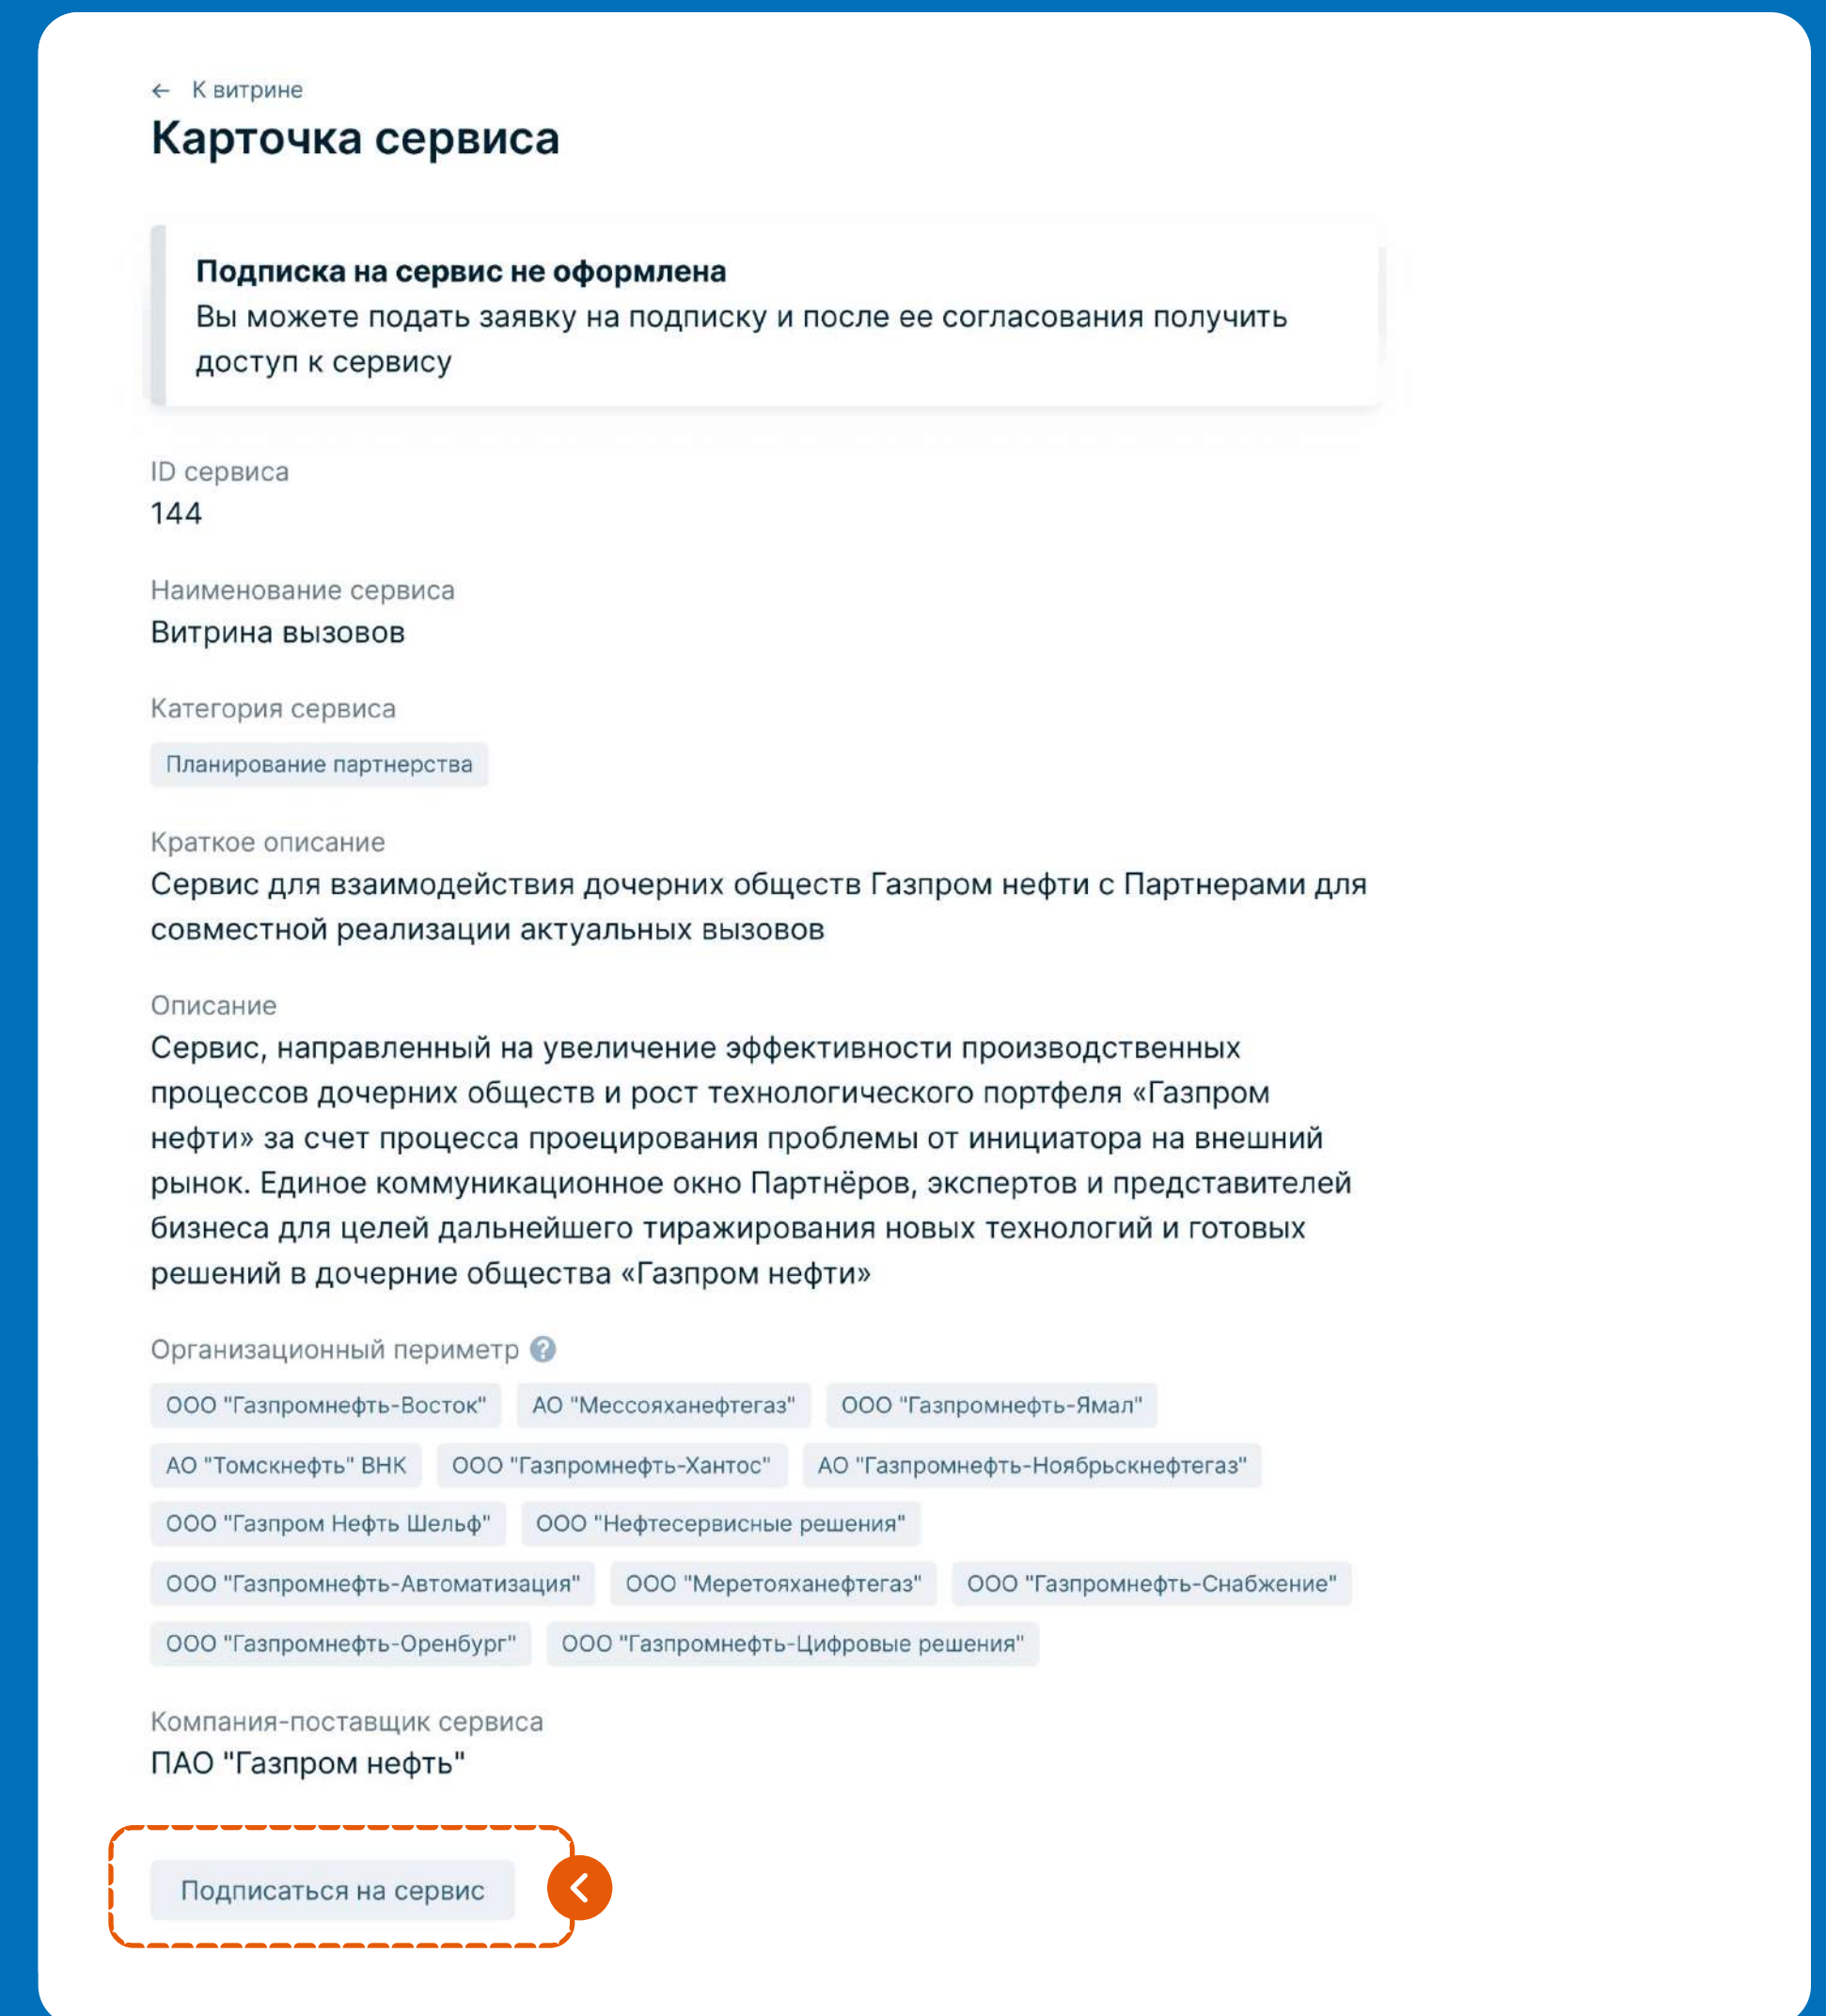 ← К витрине
Карточка сервиса
Подписка на сервис не оформлена
Вы можете подать заявку на подписку и после ее согласования получить
доступ к сервису
ID сервиса
144
Наименование сервиса
Витрина вызовов
Категория сервиса
Планирование партнерства
Краткое описание
Сервис для взаимодействия дочерних обществ Газпром нефти с Партнерами для
совместной реализации актуальных вызовов
Описание
Сервис, направленный на увеличение эффективности производственных
процессов дочерних обществ и рост технологического портфеля «Газпром
нефти» за счет процесса проецирования проблемы от инициатора на внешний
рынок. Единое коммуникационное окно Партнёров, экспертов и представителей
бизнеса для целей дальнейшего тиражирования новых технологий и готовых
решений в дочерние общества «Газпром нефти»
Организационный периметр ?
ООО "Газпромнефть-Восток" АО "Мессояханефтегаз" ООО "Газпромнефть-Ямал"
АО "Томскнефть" ВНК ООО "Газпромнефть-Хантос" АО "Газпромнефть-Ноябрьскнефтегаз"
ООО "Газпром Нефть Шельф" ООО "Нефтесервисные решения"
ООО "Газпромнефть-Автоматизация" ООО "Меретояханефтегаз" ООО "Газпромнефть-Снабжение"
ООО "Газпромнефть-Оренбург" ООО "Газпромнефть-Цифровые решения"
Компания-поставщик сервиса
ПАО "Газпром нефть"
Подписаться на сервис